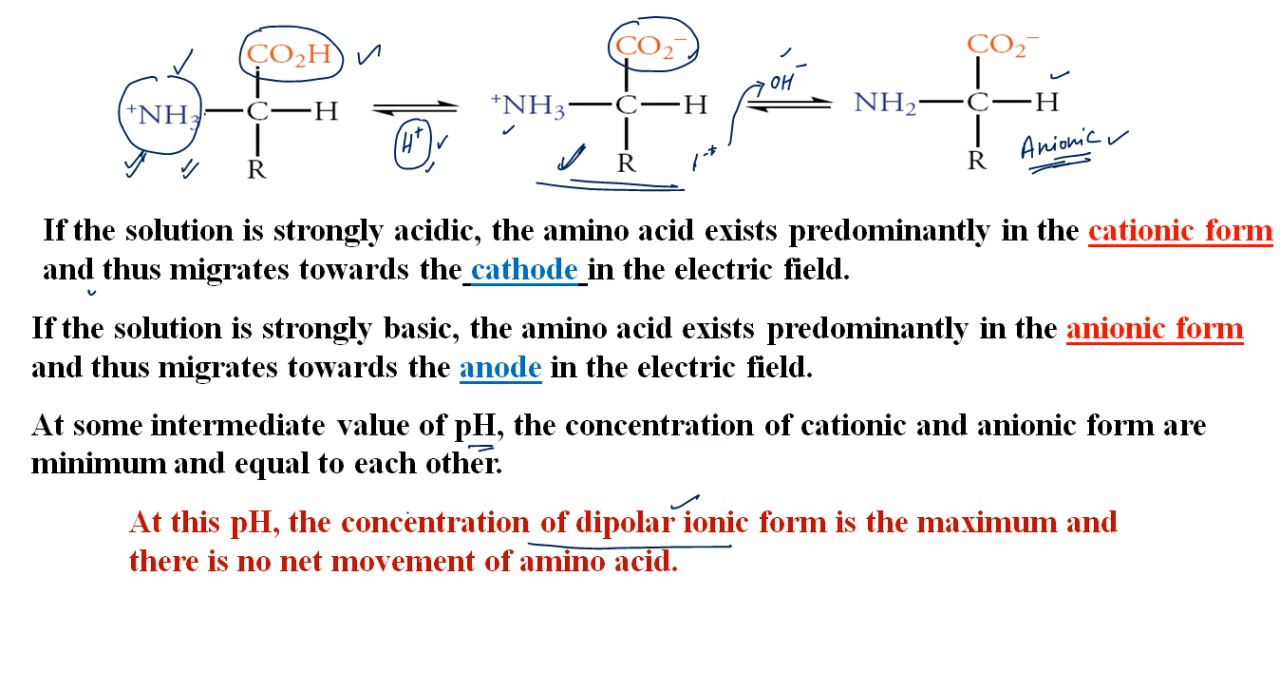 CO₂H CO₂⁻ CO₂⁻
⁺NH₃—C—H ⁺NH₃—C—H OH⁻ NH₂—C—H
H⁺ Anionic
R R R
If the solution is strongly acidic, the amino acid exists predominantly in the cationic form
and thus migrates towards the cathode in the electric field.
If the solution is strongly basic, the amino acid exists predominantly in the anionic form
and thus migrates towards the anode in the electric field.
At some intermediate value of pH, the concentration of cationic and anionic form are
minimum and equal to each other.
At this pH, the concentration of dipolar ionic form is the maximum and
there is no net movement of amino acid.